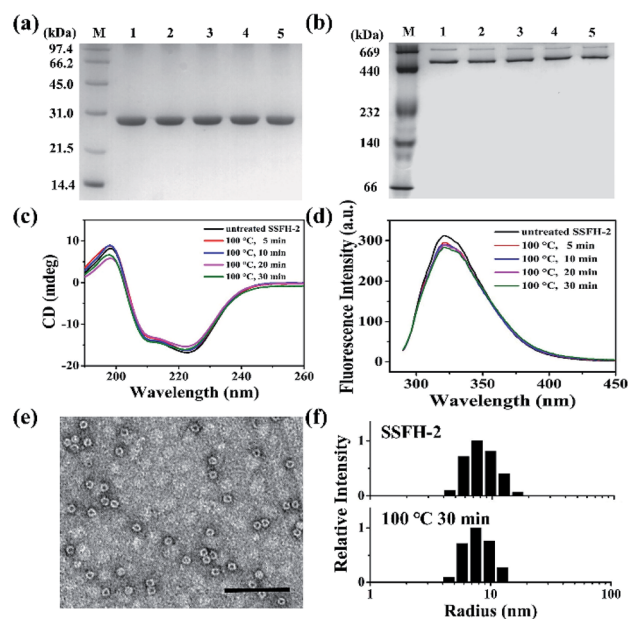 (a)
(kDa) M 1 2 3 4 5
97.4
66.2
45.0
31.0
21.5
14.4
(b)
(kDa) M 1 2 3 4 5
669
440
232
140
66
(c)
untreated SSFH-2
100 °C, 5 min
100 °C, 10 min
100 °C, 20 min
100 °C, 30 min
CD (mdeg)
10
0
-10
-20
200 220 240 260
Wavelength (nm)
(d)
untreated SSFH-2
100 °C, 5 min
100 °C, 10 min
100 °C, 20 min
100 °C, 30 min
Fluorescence Intensity (a.u.)
300
200
100
0
300 350 400 450
Wavelength (nm)
(e)
(f)
SSFH-2
100 °C 30 min
Relative Intensity
1 10 100
Radius (nm)